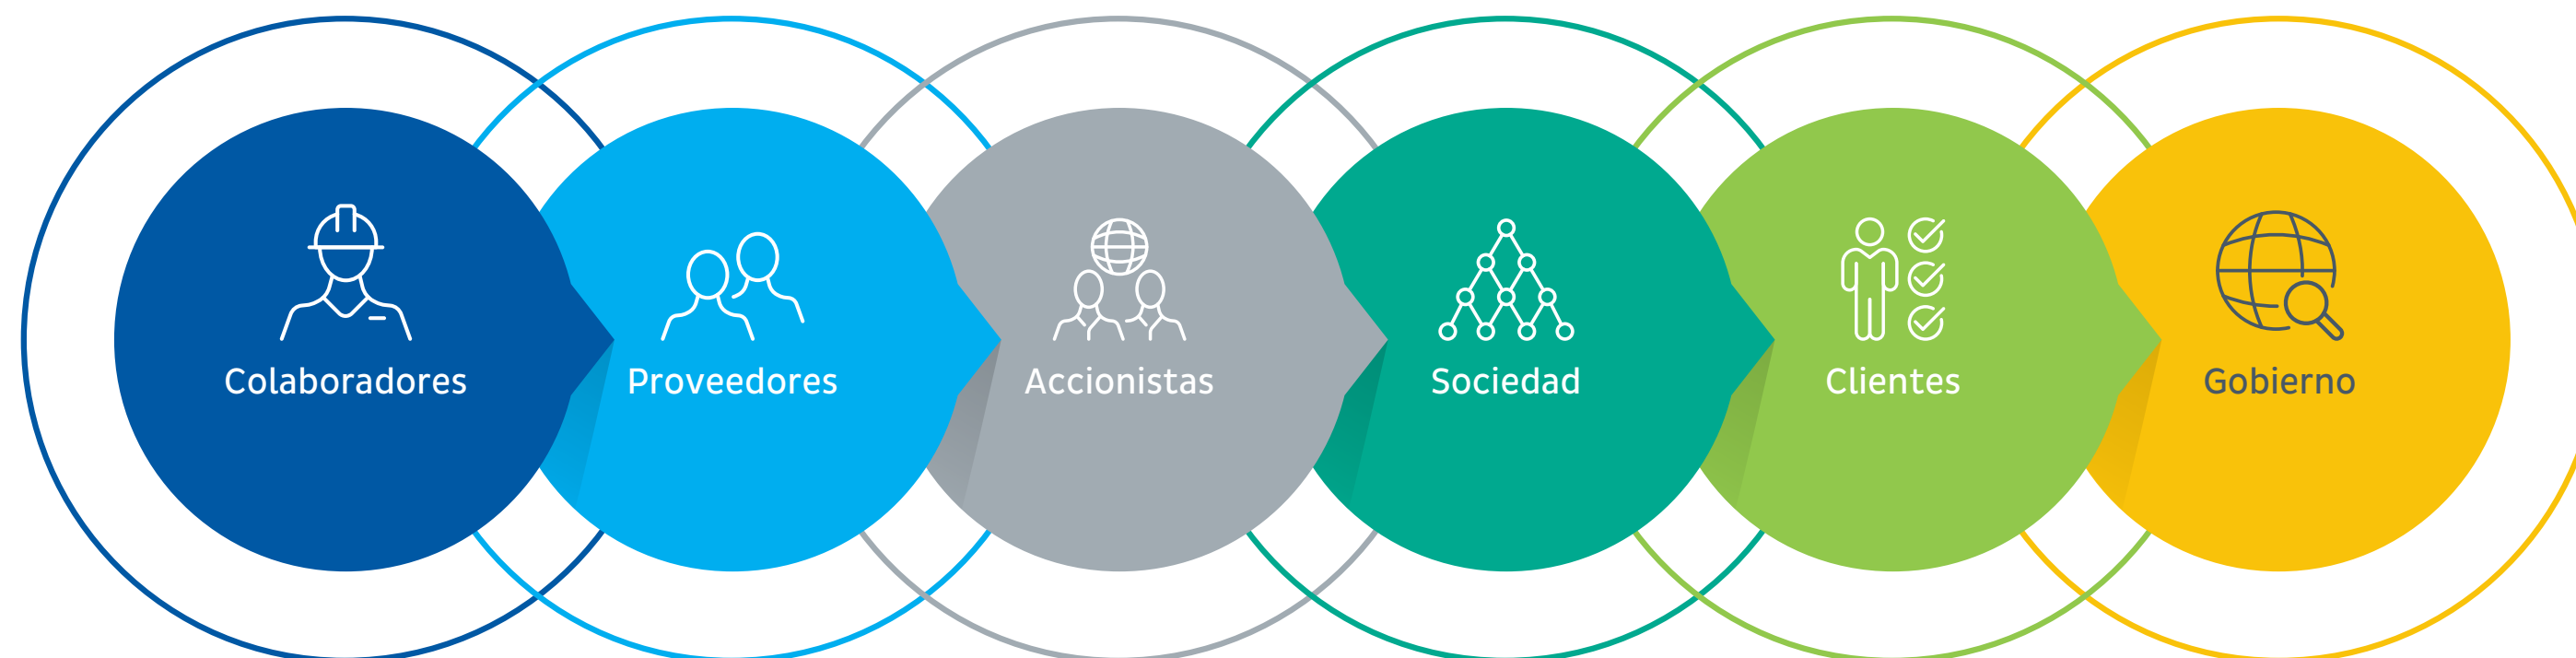 Colaboradores
Proveedores
Accionistas
Sociedad
Clientes
Gobierno